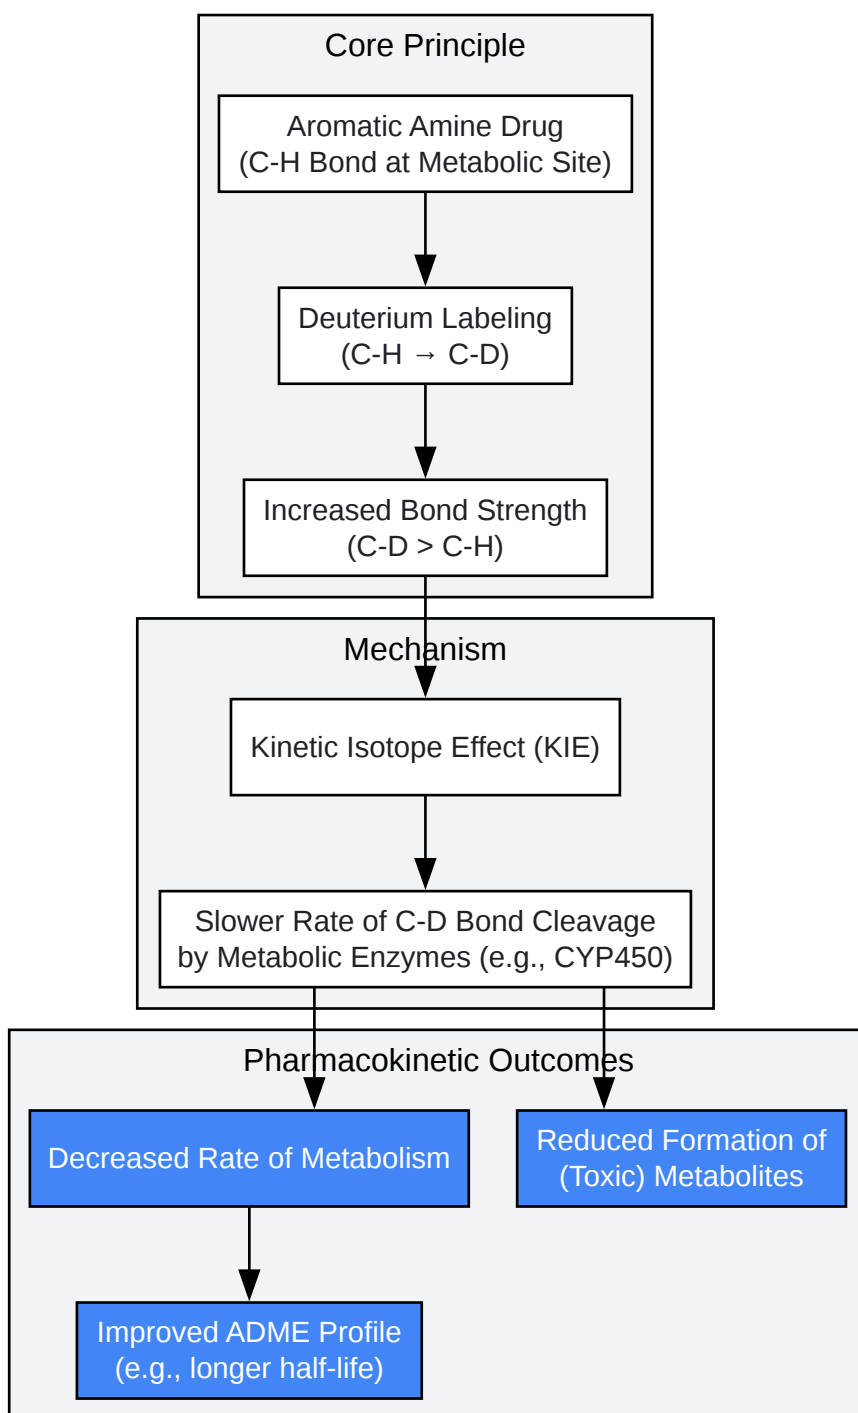 Core Principle
Aromatic Amine Drug
(C-H Bond at Metabolic Site)
Deuterium Labeling
(C-H → C-D)
Increased Bond Strength
(C-D > C-H)
Mechanism
Kinetic Isotope Effect (KIE)
Slower Rate of C-D Bond Cleavage
by Metabolic Enzymes (e.g., CYP450)
Pharmacokinetic Outcomes
Decreased Rate of Metabolism
Reduced Formation of
(Toxic) Metabolites
Improved ADME Profile
(e.g., longer half-life)